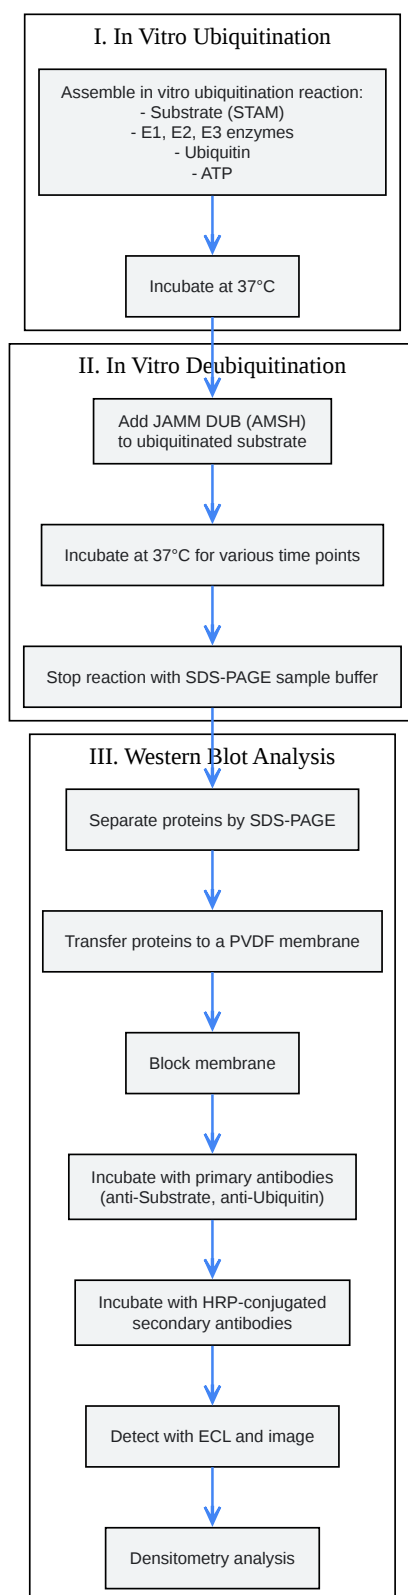 I. In Vitro Ubiquitination
Assemble in vitro ubiquitination reaction:
- Substrate (STAM)
- E1, E2, E3 enzymes
- Ubiquitin
- ATP
Incubate at 37°C
II. In Vitro Deubiquitination
Add JAMM DUB (AMSH)
to ubiquitinated substrate
Incubate at 37°C for various time points
Stop reaction with SDS-PAGE sample buffer
III. Western Blot Analysis
Separate proteins by SDS-PAGE
Transfer proteins to a PVDF membrane
Block membrane
Incubate with primary antibodies
(anti-Substrate, anti-Ubiquitin)
Incubate with HRP-conjugated
secondary antibodies
Detect with ECL and image
Densitometry analysis